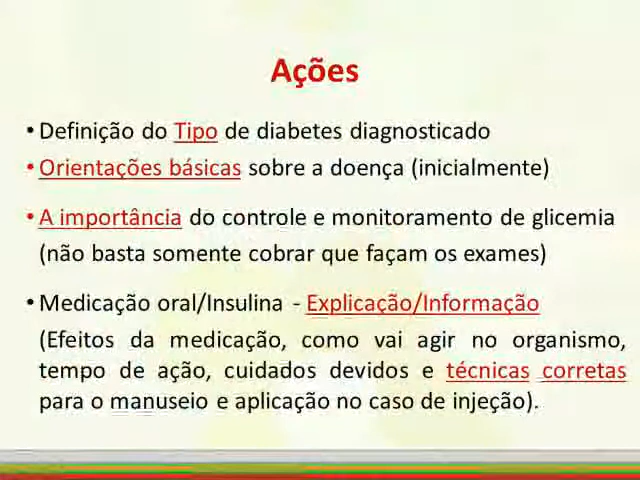 Ações
• Definição do Tipo de diabetes diagnosticado
• Orientações básicas sobre a doença (inicialmente)
• A importância do controle e monitoramento de glicemia
(não basta somente cobrar que façam os exames)
• Medicação oral/Insulina - Explicação/Informação
(Efeitos da medicação, como vai agir no organismo,
tempo de ação, cuidados devidos e técnicas corretas
para o manuseio e aplicação no caso de injeção).